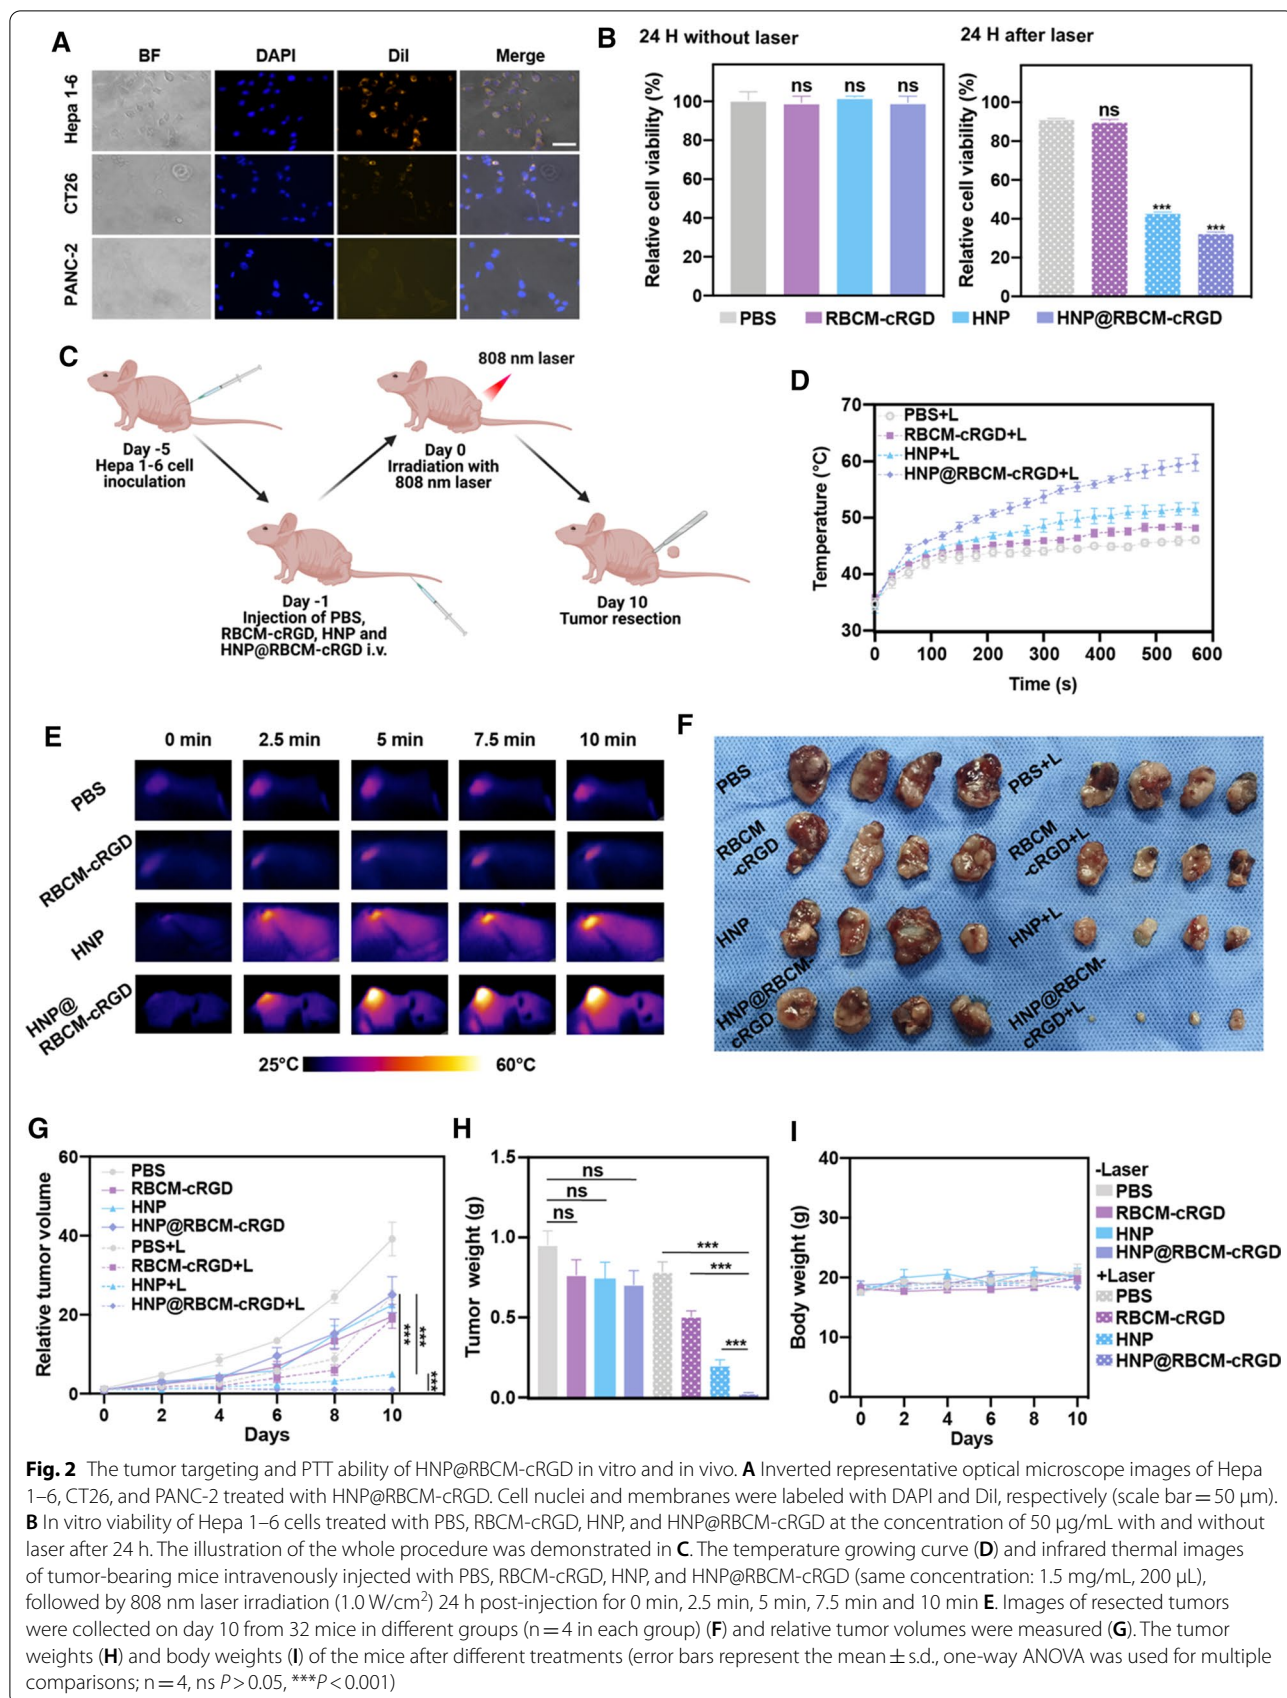 A
BF DAPI Dil Merge
Hepa 1-6
CT26
PANC-2
B
24 H without laser
24 H after laser
Relative cell viability (%)
100
80
60
40
20
0
ns ns ns
Relative cell viability (%)
100
80
60
40
20
0
ns
***
***
PBS RBCM-cRGD HNP HNP@RBCM-cRGD
C
808 nm laser
Day -5
Hepa 1-6 cell
inoculation
Day 0
Irradiation with
808 nm laser
Day -1
Injection of PBS,
RBCM-cRGD, HNP and
HNP@RBCM-cRGD i.v.
Day 10
Tumor resection
D
Temperature (°C)
70
60
50
40
30
PBS+L
RBCM-cRGD+L
HNP+L
HNP@RBCM-cRGD+L
0 100 200 300 400 500 600
Time (s)
E
0 min 2.5 min 5 min 7.5 min 10 min
PBS
RBCM-cRGD
HNP
HNP@
RBCM-cRGD
25°C 60°C
F
PBS
PBS+L
RBCM
-cRGD
RBCM
-cRGD+L
HNP
HNP+L
HNP@RBCM-
cRGD
HNP@RBCM-
cRGD+L
G
Relative tumor volume
60
40
20
0
PBS
RBCM-cRGD
HNP
HNP@RBCM-cRGD
PBS+L
RBCM-cRGD+L
HNP+L
HNP@RBCM-cRGD+L
***
***
***
0 2 4 6 8 10
Days
H
Tumor weight (g)
1.5
1.0
0.5
0.0
ns
ns
ns
***
***
***
I
Body weight (g)
40
30
20
10
0
0 2 4 6 8 10
Days
-Laser
PBS
RBCM-cRGD
HNP
HNP@RBCM-cRGD
+Laser
PBS
RBCM-cRGD
HNP
HNP@RBCM-cRGD
Fig. 2 The tumor targeting and PTT ability of HNP@RBCM-cRGD in vitro and in vivo. A Inverted representative optical microscope images of Hepa
1–6, CT26, and PANC-2 treated with HNP@RBCM-cRGD. Cell nuclei and membranes were labeled with DAPI and DiI, respectively (scale bar = 50 μm).
B In vitro viability of Hepa 1–6 cells treated with PBS, RBCM-cRGD, HNP, and HNP@RBCM-cRGD at the concentration of 50 μg/mL with and without
laser after 24 h. The illustration of the whole procedure was demonstrated in C. The temperature growing curve (D) and infrared thermal images
of tumor-bearing mice intravenously injected with PBS, RBCM-cRGD, HNP, and HNP@RBCM-cRGD (same concentration: 1.5 mg/mL, 200 μL),
followed by 808 nm laser irradiation (1.0 W/cm²) 24 h post-injection for 0 min, 2.5 min, 5 min, 7.5 min and 10 min E. Images of resected tumors
were collected on day 10 from 32 mice in different groups (n = 4 in each group) (F) and relative tumor volumes were measured (G). The tumor
weights (H) and body weights (I) of the mice after different treatments (error bars represent the mean ± s.d., one-way ANOVA was used for multiple
comparisons; n = 4, ns P > 0.05, ***P < 0.001)